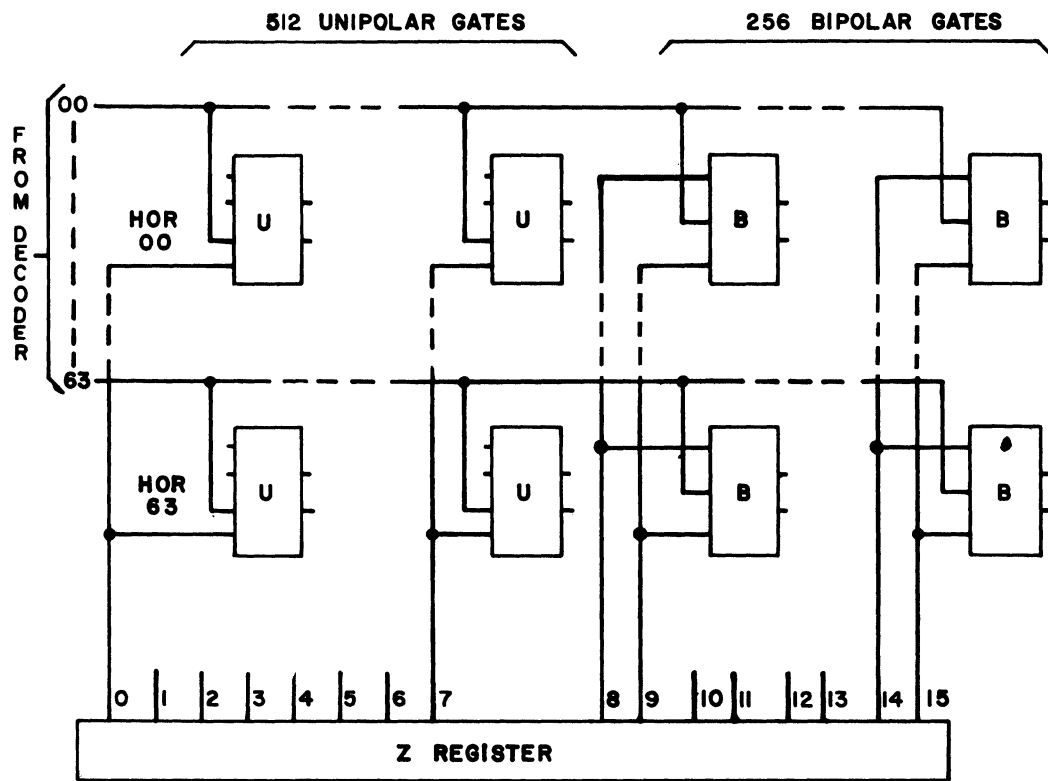 512 UNIPOLAR GATES
256 BIPOLAR GATES
FROM DECODER
00
HOR
00
U
U
B
B
63
HOR
63
U
U
B
B
0 1 2 3 4 5 6 7 8 9 10 11 12 13 14 15
Z REGISTER